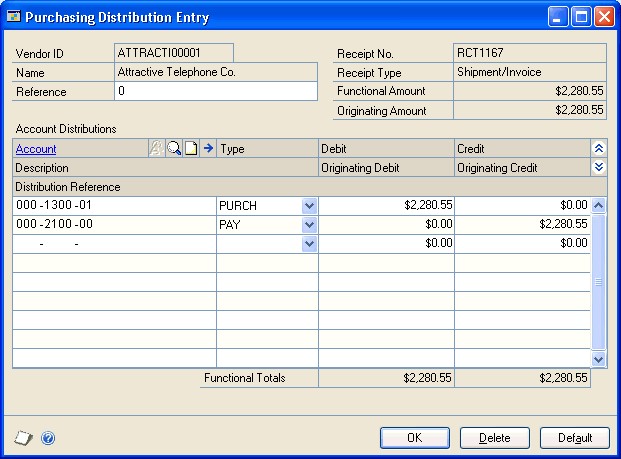 Purchasing Distribution Entry
Vendor ID ATTRACTI00001 Receipt No. RCT1167
Name Attractive Telephone Co. Receipt Type Shipment/Invoice
Reference 0 Functional Amount $2,280.55
Originating Amount $2,280.55
Account Distributions
Account Type Debit Credit
Description Originating Debit Originating Credit
Distribution Reference
000 -1300 -01 PURCH $2,280.55 $0.00
000 -2100 -00 PAY $0.00 $2,280.55
- - $0.00 $0.00
Functional Totals $2,280.55 $2,280.55
OK Delete Default